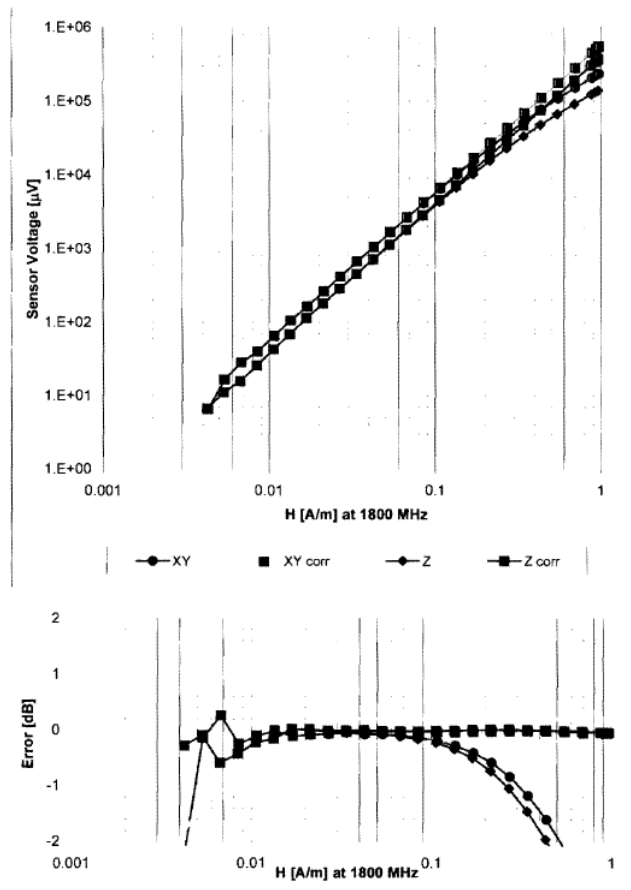 1.E+06
1.E+05
1.E+04
1.E+03
1.E+02
1.E+01
1.E+00
Sensor Voltage [µV]
0.001 0.01 0.1 1
H [A/m] at 1800 MHz
XY XY corr Z Z corr
2
1
0
-1
-2
Error [dB]
0.001 0.01 0.1 1
H [A/m] at 1800 MHz